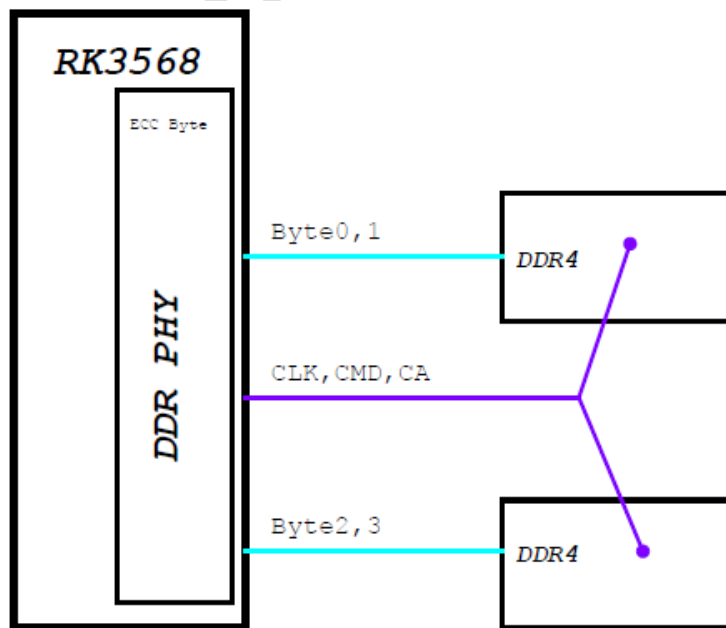 RK3568
ECC Byte
DDR PHY
Byte0,1
DDR4
CLK,CMD,CA
Byte2,3
DDR4